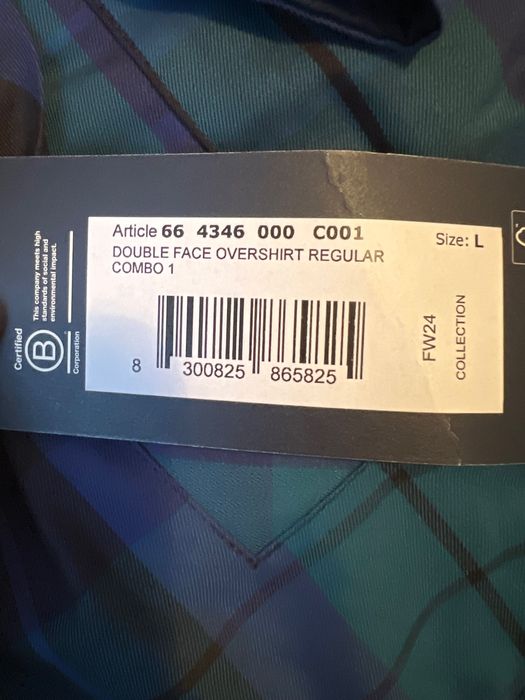 Article 66 4346 000 C001
DOUBLE FACE OVERSHIRT REGULAR
COMBO 1
Size: L
8 300825 865825
FW24
COLLECTION
Certified
B
Corporation
This company meets high
standards of social and
environmental impact.